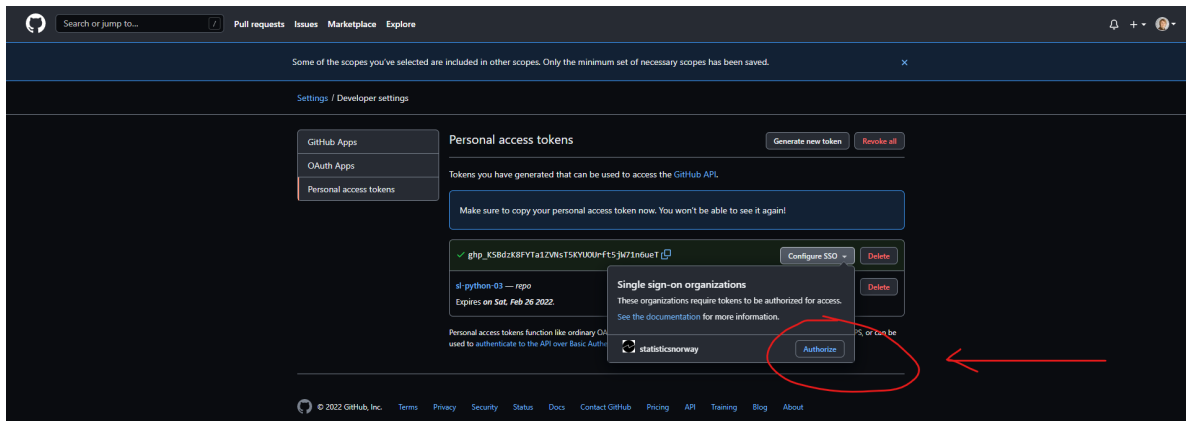 Search or jump to... /
Pull requests Issues Marketplace Explore
Some of the scopes you've selected are included in other scopes. Only the minimum set of necessary scopes has been saved.
Settings / Developer settings
GitHub Apps
OAuth Apps
Personal access tokens
Personal access tokens
Generate new token
Revoke all
Tokens you have generated that can be used to access the GitHub API.
Make sure to copy your personal access token now. You won't be able to see it again!
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
Configure SSO
Delete
sl-python-03 — repo
Delete
Expires on Sat, Feb 26 2022.
Single sign-on organizations
These organizations require tokens to be authorized for access.
See the documentation for more information.
statisticsnorway
Authorize
Personal access tokens function like ordinary OA
or can be
used to authenticate to the API over Basic Authe
© 2022 GitHub, Inc. Terms Privacy Security Status Docs Contact GitHub Pricing API Training Blog About